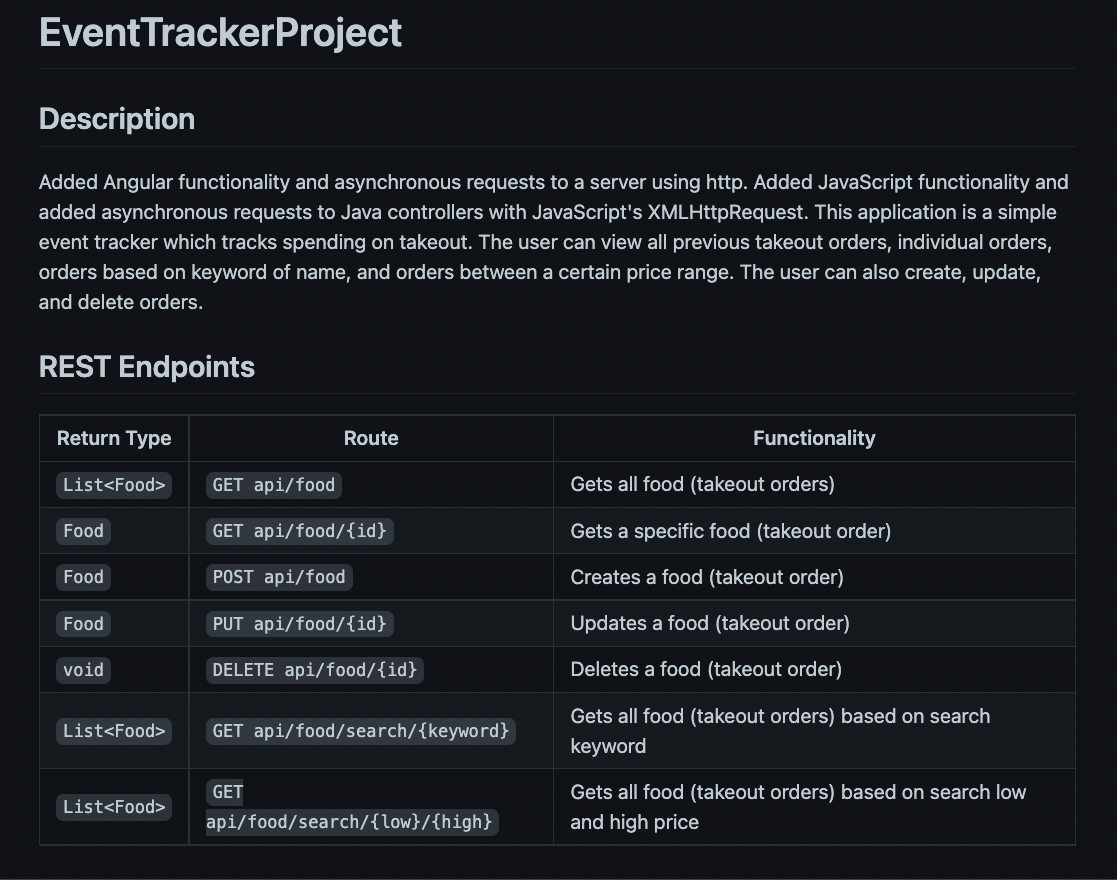 EventTrackerProject
Description
Added Angular functionality and asynchronous requests to a server using http. Added JavaScript functionality and
added asynchronous requests to Java controllers with JavaScript's XMLHttpRequest. This application is a simple
event tracker which tracks spending on takeout. The user can view all previous takeout orders, individual orders,
orders based on keyword of name, and orders between a certain price range. The user can also create, update,
and delete orders.
REST Endpoints
Return Type Route Functionality
List<Food> GET api/food Gets all food (takeout orders)
Food GET api/food/{id} Gets a specific food (takeout order)
Food POST api/food Creates a food (takeout order)
Food PUT api/food/{id} Updates a food (takeout order)
void DELETE api/food/{id} Deletes a food (takeout order)
List<Food> GET api/food/search/{keyword} Gets all food (takeout orders) based on search
keyword
List<Food> GET
api/food/search/{low}/{high} Gets all food (takeout orders) based on search low
and high price